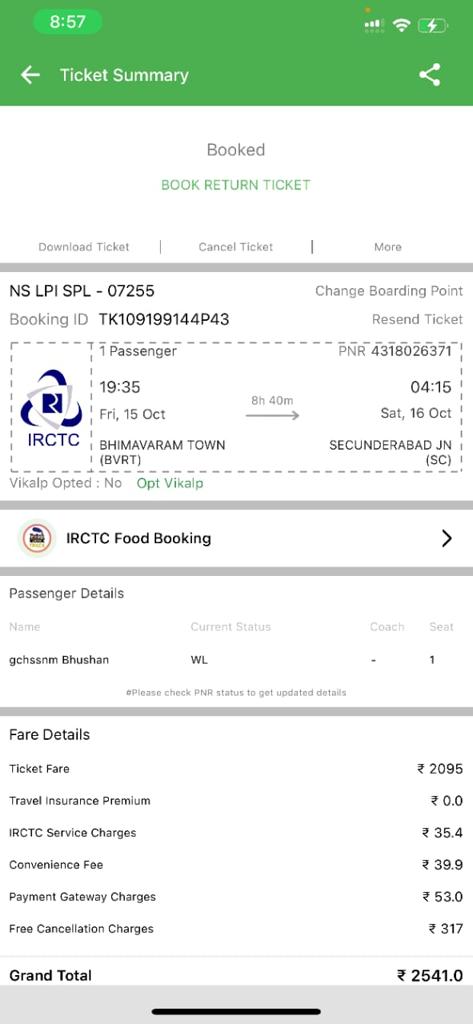 8:57
Ticket Summary
Booked
BOOK RETURN TICKET
Download Ticket | Cancel Ticket | More
NS LPI SPL - 07255 Change Boarding Point
Booking ID TK109199144P43 Resend Ticket
1 Passenger PNR 4318026371
19:35 8h 40m 04:15
Fri, 15 Oct Sat, 16 Oct
IRCTC
BHIMAVARAM TOWN SECUNDERABAD JN
(BVRT) (SC)
Vikalp Opted : No Opt Vikalp
IRCTC Food Booking
Passenger Details
Name Current Status Coach Seat
gchssnm Bhushan WL - 1
#Please check PNR status to get updated details
Fare Details
Ticket Fare ₹ 2095
Travel Insurance Premium ₹ 0.0
IRCTC Service Charges ₹ 35.4
Convenience Fee ₹ 39.9
Payment Gateway Charges ₹ 53.0
Free Cancellation Charges ₹ 317
Grand Total ₹ 2541.0